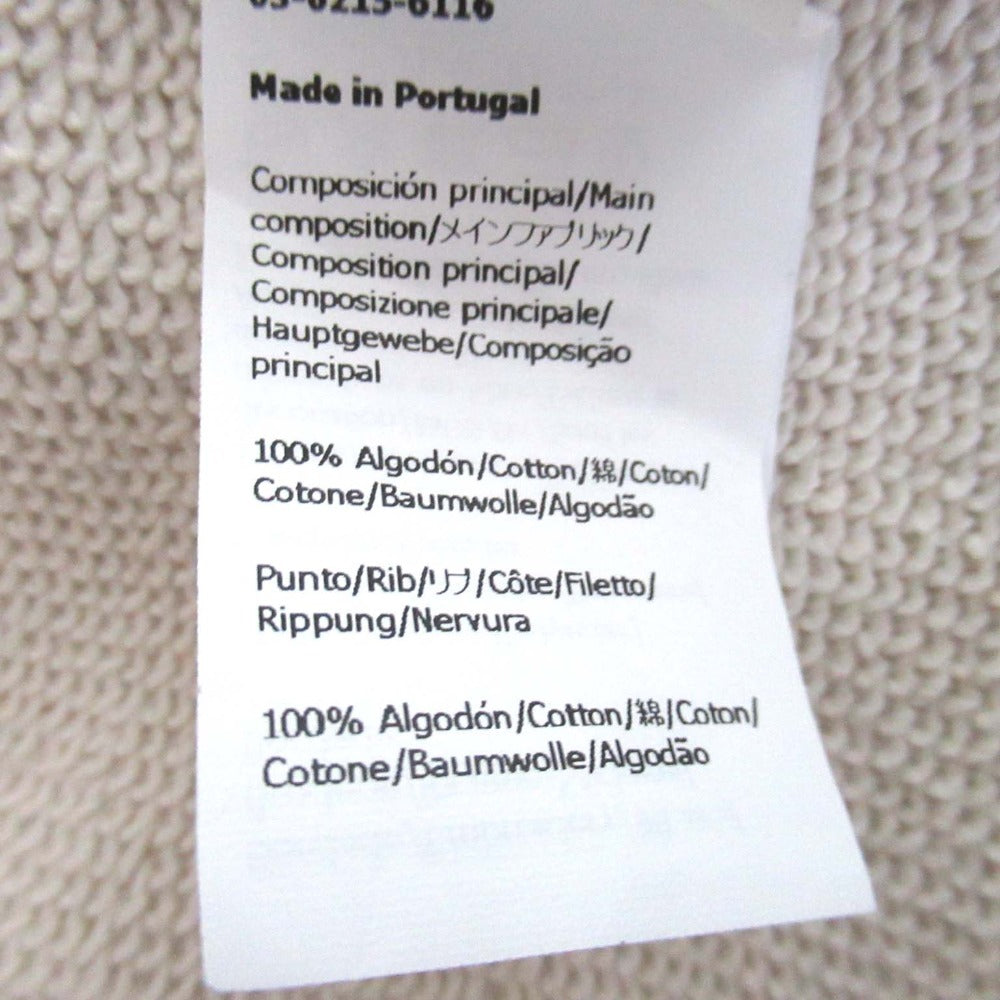 Made in Portugal
Composición principal/Main
composition/メインファブリック/
Composition principal/
Composizione principale/
Hauptgewebe/Composição
principal
100% Algodón/Cotton/綿/Coton/
Cotone/Baumwolle/Algodão
Punto/Rib/リブ/Côte/Filetto/
Rippung/Nervura
100% Algodón/Cotton/綿/Coton/
Cotone/Baumwolle/Algodão